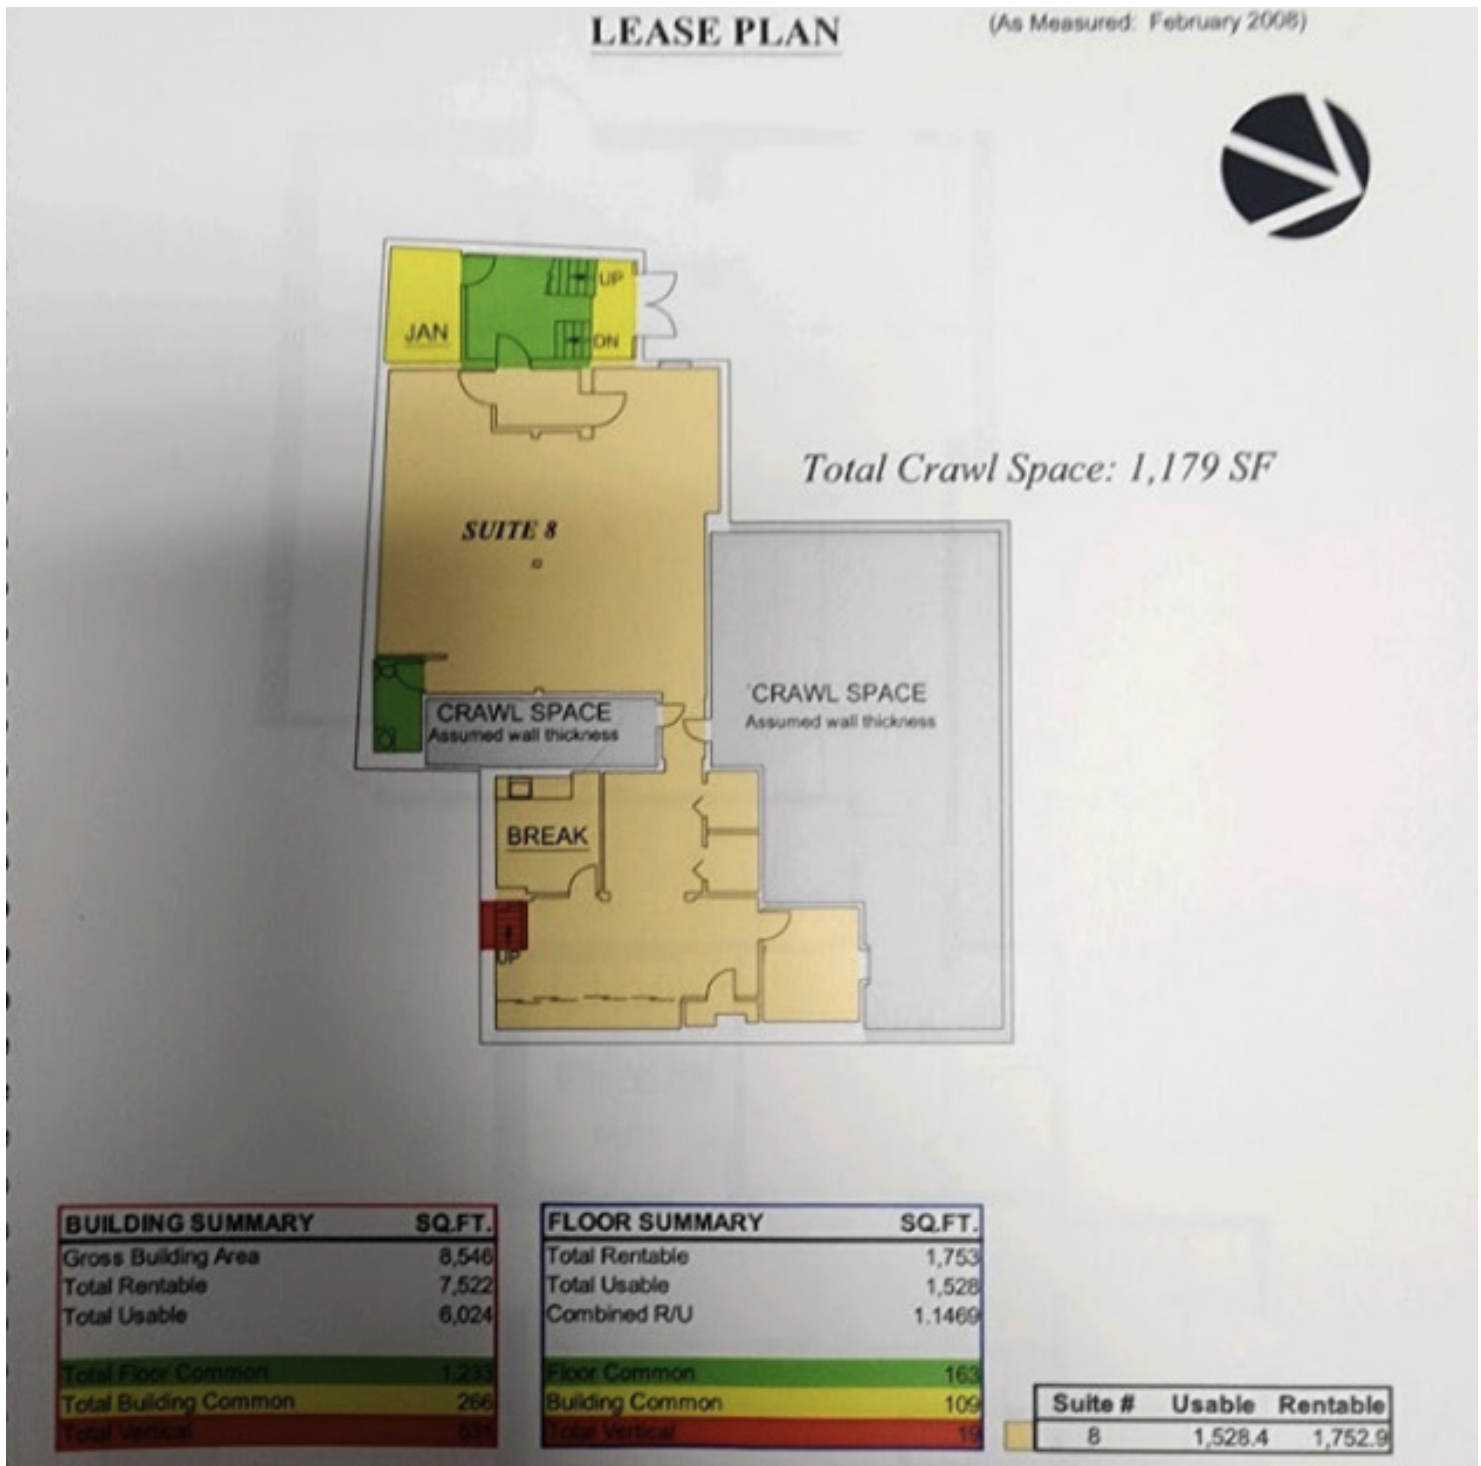 LEASE PLAN
(As Measured: February 2008)
UP
JAN
DN
Total Crawl Space: 1,179 SF
SUITE 8
CRAWL SPACE
Assumed wall thickness
CRAWL SPACE
Assumed wall thickness
BREAK
UP
BUILDING SUMMARY SQ.FT.
Gross Building Area 8,546
Total Rentable 7,522
Total Usable 6,024
Total Floor Common 1,233
Total Building Common 266
Total Vertical 531
FLOOR SUMMARY SQ.FT.
Total Rentable 1,753
Total Usable 1,528
Combined R/U 1.1469
Floor Common 163
Building Common 109
Total Vertical 19
Suite # Usable Rentable
8 1,528.4 1,752.9